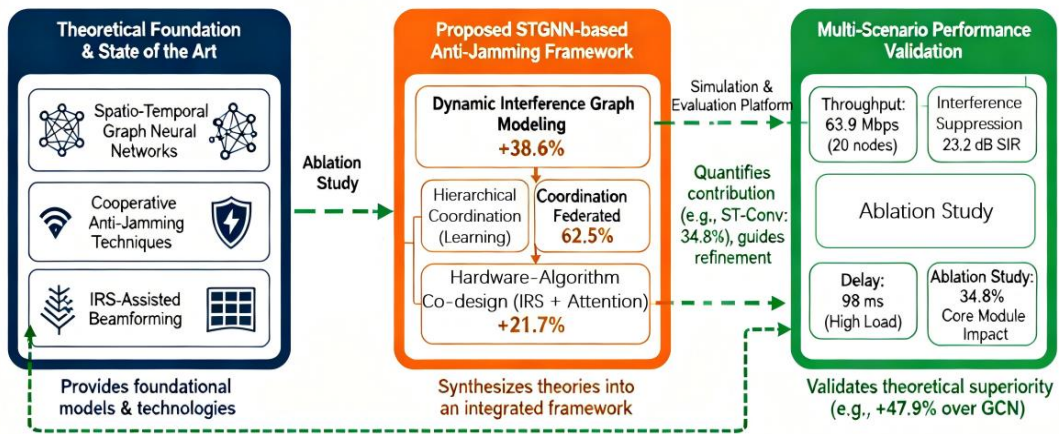 Theoretical Foundation
& State of the Art
Spatio-Temporal
Graph Neural
Networks
Cooperative
Anti-Jamming
Techniques
IRS-Assisted
Beamforming
Provides foundational
models & technologies
Ablation
Study
Proposed STGNN-based
Anti-Jamming Framework
Dynamic Interference Graph
Modeling
+38.6%
Hierarchical
Coordination
(Learning)
Coordination
Federated
62.5%
Hardware-Algorithm
Co-design (IRS + Attention)
+21.7%
Synthesizes theories into
an integrated framework
Simulation &
Evaluation Platform
Quantifies
contribution
(e.g., ST-Conv:
34.8%), guides
refinement
Multi-Scenario Performance
Validation
Throughput:
63.9 Mbps
(20 nodes)
Interference
Suppression
23.2 dB SIR
Ablation Study
Delay:
98 ms
(High Load)
Ablation Study:
34.8%
Core Module
Impact
Validates theoretical superiority
(e.g., +47.9% over GCN)